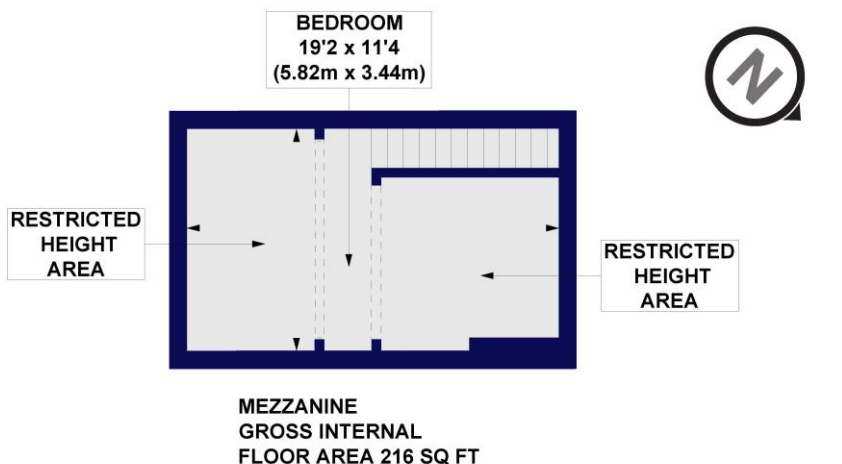 BEDROOM
19'2 x 11'4
(5.82m x 3.44m)
N
RESTRICTED
HEIGHT
AREA
RESTRICTED
HEIGHT
AREA
MEZZANINE
GROSS INTERNAL
FLOOR AREA 216 SQ FT